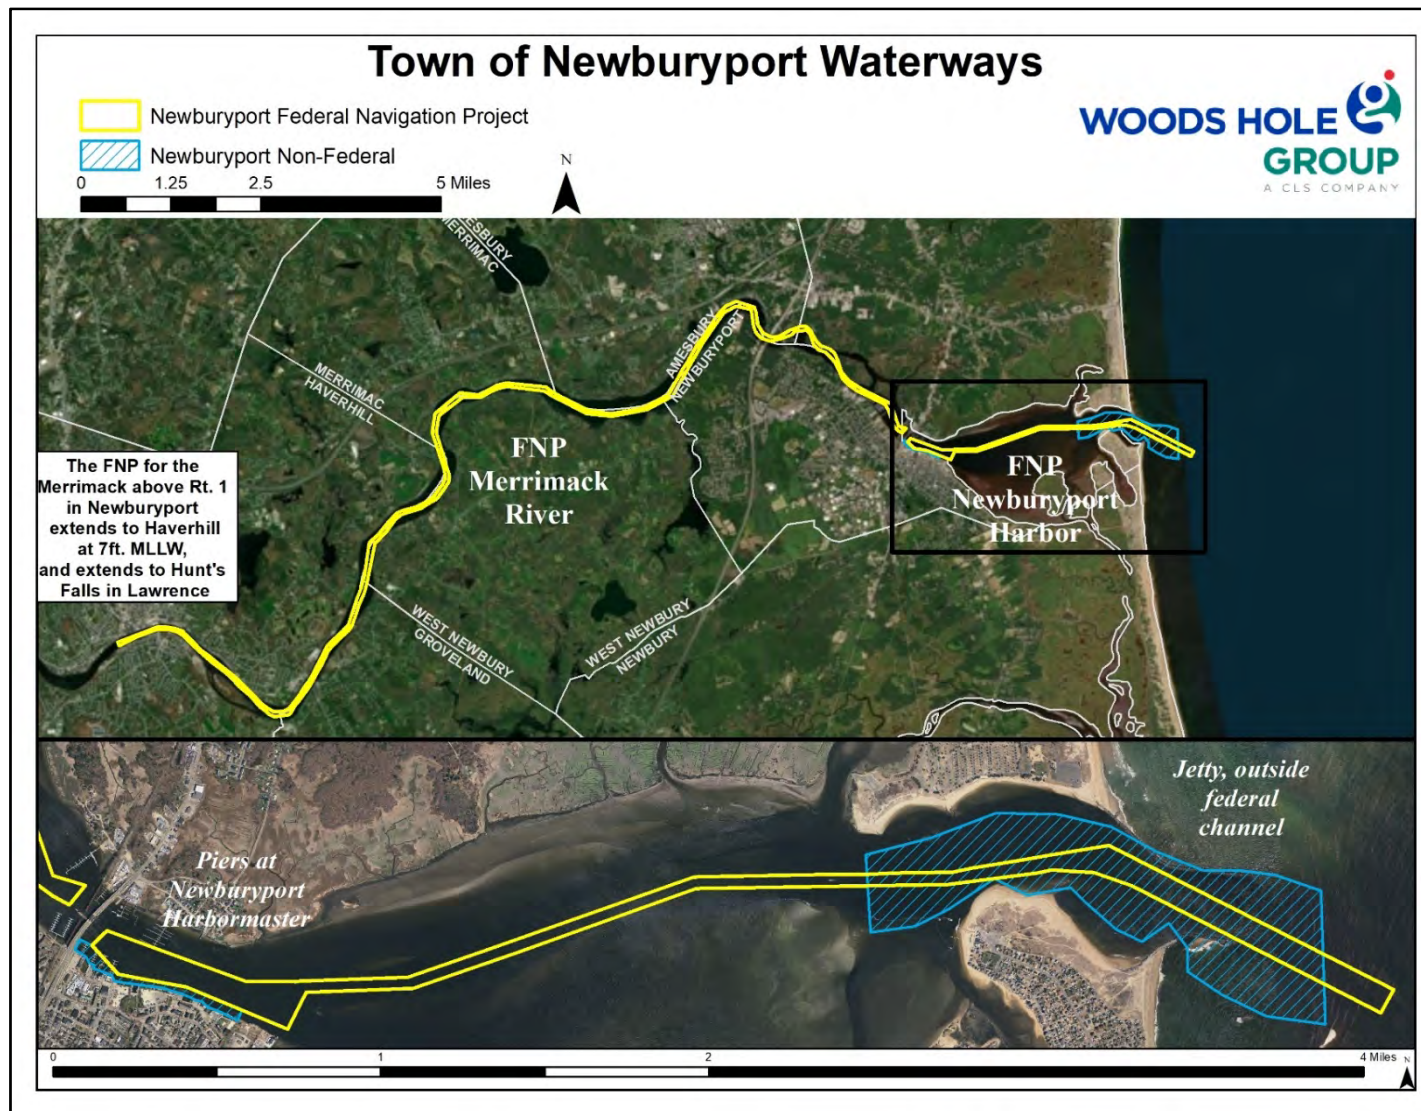 Town of Newburyport Waterways
Newburyport Federal Navigation Project
Newburyport Non-Federal
0 1.25 2.5 5 Miles
N
WOODS HOLE
GROUP
A CLS COMPANY
MERRIMAC
AMESBURY
NEWBURYPORT
MERRIMAC
HAVERHILL
The FNP for the
Merrimack above Rt. 1
in Newburyport
extends to Haverhill
at 7ft. MLLW,
and extends to Hunt's
Falls in Lawrence
FNP
Merrimack
River
FNP
Newburyport
Harbor
WEST NEWBURY
GROVELAND
WEST NEWBURY
NEWBURY
Jetty, outside
federal
channel
Piers at
Newburyport
Harbormaster
0 1 2 4 Miles
N